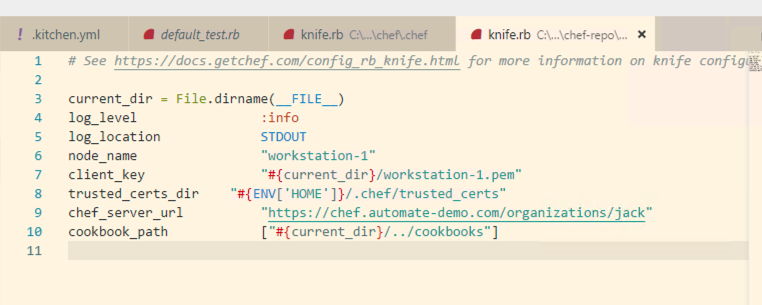 ! .kitchen.yml default_test.rb knife.rb C:\...\chef\.chef knife.rb C:\...\chef-repo\... ×
1 # See https://docs.getchef.com/config_rb_knife.html for more information on knife configu
2
3 current_dir = File.dirname(__FILE__)
4 log_level :info
5 log_location STDOUT
6 node_name "workstation-1"
7 client_key "#{current_dir}/workstation-1.pem"
8 trusted_certs_dir "#{ENV['HOME']}/.chef/trusted_certs"
9 chef_server_url "https://chef.automate-demo.com/organizations/jack"
10 cookbook_path ["#{current_dir}/../cookbooks"]
11